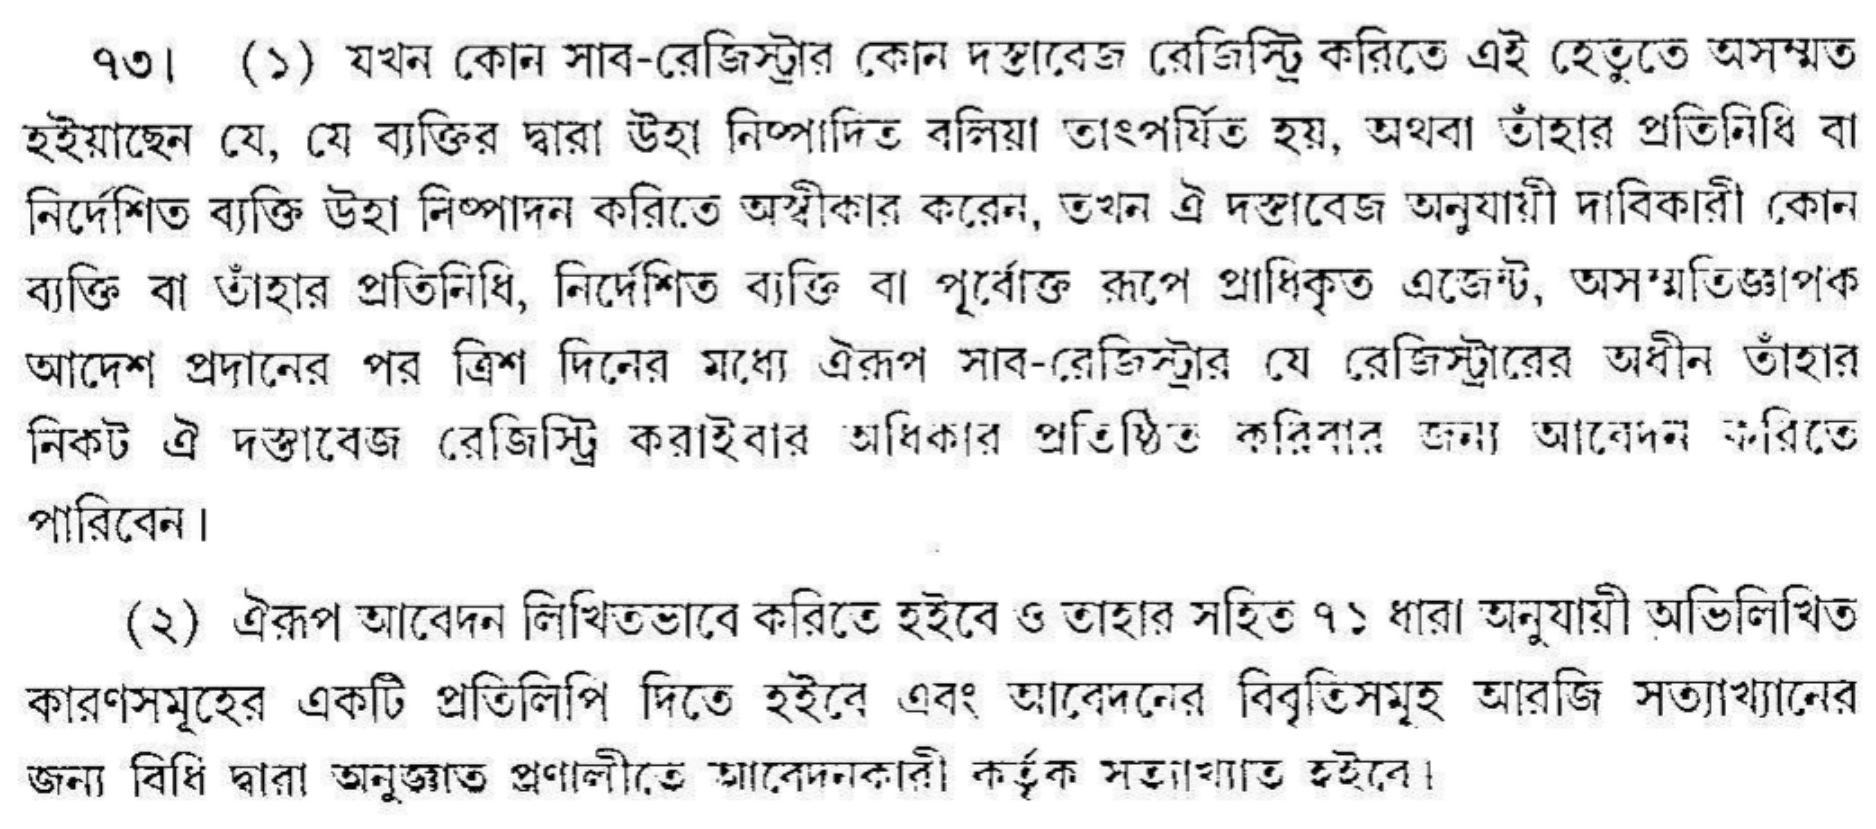 ৭৩। (১) যখন কোন সাব-রেজিস্ট্রার কোন দস্তাবেজ রেজিস্ট্রি করিতে এই হেতুতে অসম্মত
হইয়াছেন যে, যে ব্যক্তির দ্বারা উহা নিষ্পাদিত বলিয়া তাৎপর্যিত হয়, অথবা তাঁহার প্রতিনিধি বা
নির্দেশিত ব্যক্তি উহা নিষ্পাদন করিতে অস্বীকার করেন, তখন ঐ দস্তাবেজ অনুযায়ী দাবিকারী কোন
ব্যক্তি বা তাঁহার প্রতিনিধি, নির্দেশিত ব্যক্তি বা পূর্বোক্ত রূপে প্রাধিকৃত এজেন্ট, অসম্মতিজ্ঞাপক
আদেশ প্রদানের পর ত্রিশ দিনের মধ্যে ঐরূপ সাব-রেজিস্ট্রার যে রেজিস্ট্রারের অধীন তাঁহার
নিকট ঐ দস্তাবেজ রেজিস্ট্রি করাইবার অধিকার প্রতিষ্ঠিত করিবার জন্য আবেদন করিতে
পারিবেন।
(২) ঐরূপ আবেদন লিখিতভাবে করিতে হইবে ও তাহার সহিত ৭১ ধারা অনুযায়ী অভিলিখিত
কারণসমূহের একটি প্রতিলিপি দিতে হইবে এবং আবেদনের বিবৃতিসমূহ আরজি সত্যাখ্যানের
জন্য বিধি দ্বারা অনুজ্ঞাত প্রণালীতে আবেদনকারী কর্তৃক সত্যাখ্যাত হইবে।